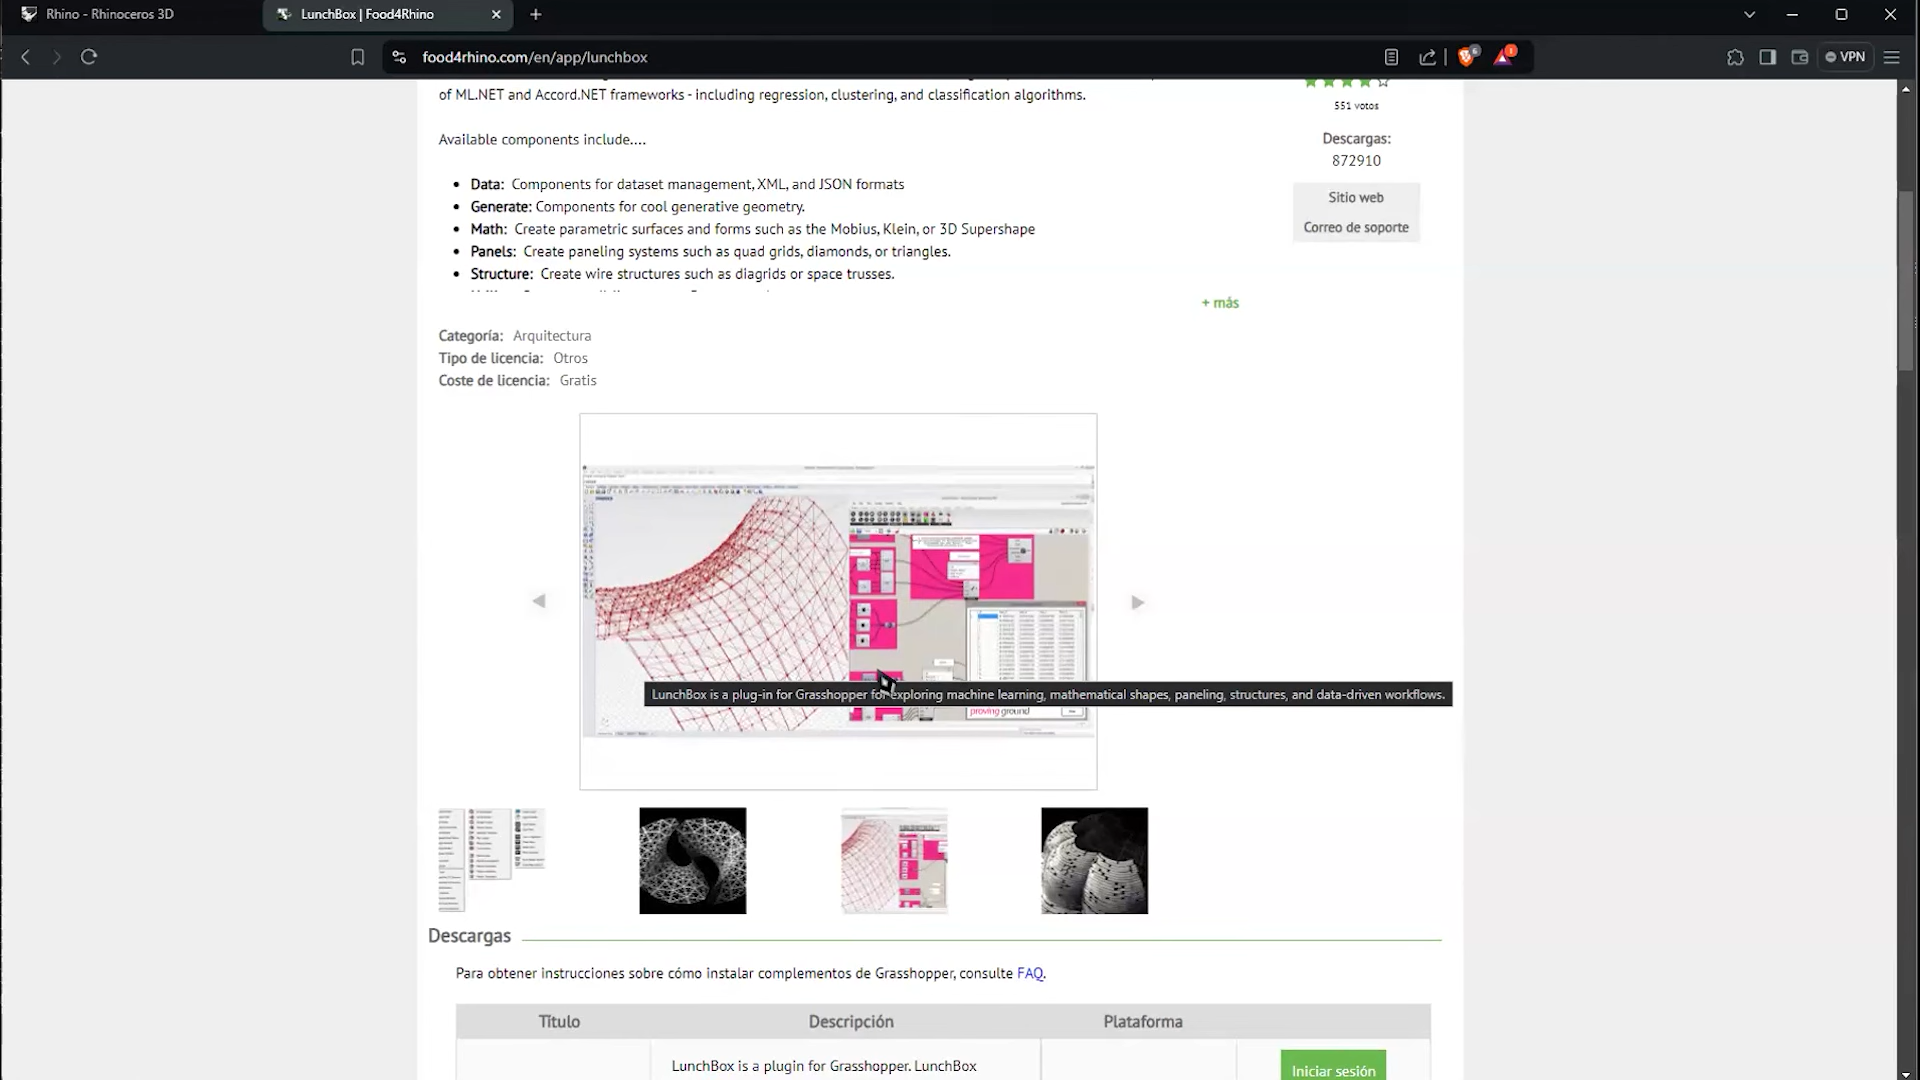 Rhino - Rhinoceros 3D
LunchBox | Food4Rhino
food4rhino.com/en/app/lunchbox
6
1
VPN
of ML.NET and Accord.NET frameworks - including regression, clustering, and classification algorithms.
551 votos
Available components include....
Descargas:
872910
Data: Components for dataset management, XML, and JSON formats
Generate: Components for cool generative geometry.
Math: Create parametric surfaces and forms such as the Mobius, Klein, or 3D Supershape
Panels: Create paneling systems such as quad grids, diamonds, or triangles.
Structure: Create wire structures such as diagrids or space trusses.
Sitio web
Correo de soporte
+ más
Categoría: Arquitectura
Tipo de licencia: Otros
Coste de licencia: Gratis
LunchBox is a plug-in for Grasshopper for exploring machine learning, mathematical shapes, paneling, structures, and data-driven workflows.
proving ground
Descargas
Para obtener instrucciones sobre cómo instalar complementos de Grasshopper, consulte FAQ.
Título Descripción Plataforma
LunchBox is a plugin for Grasshopper. LunchBox
Iniciar sesión